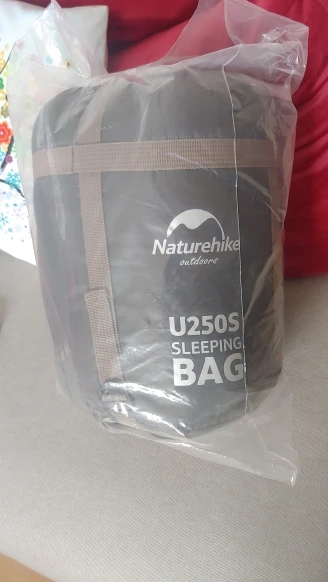 Naturehike
outdoors
U250S
SLEEPING
BAG